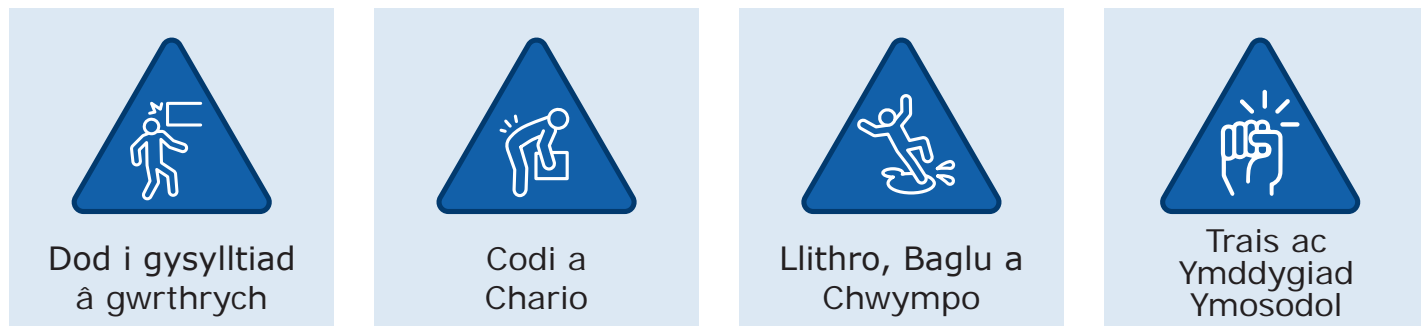 Dod i gysylltiad
â gwrthrych
Codi a
Chario
Llithro, Baglu a
Chwympo
Trais ac
Ymddygiad
Ymosodol